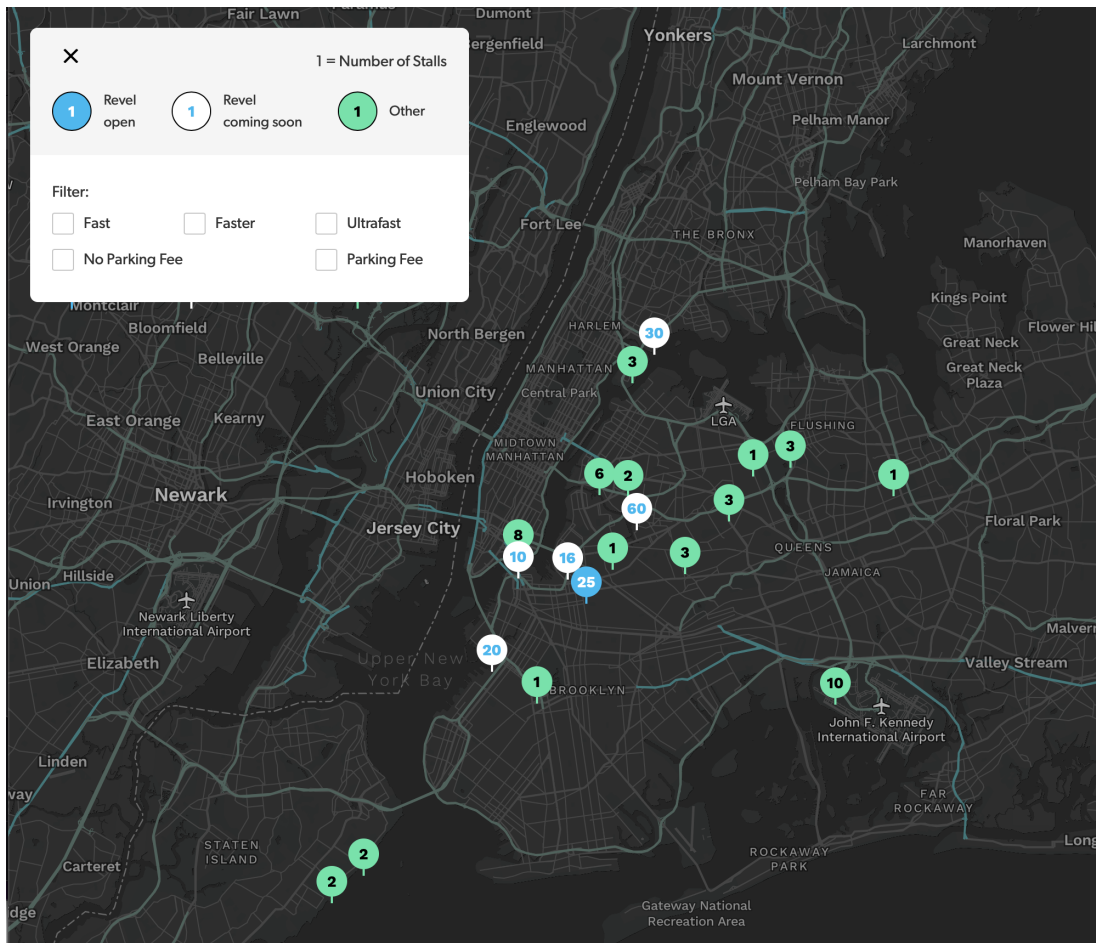 Fair Lawn
Paramus
Dumont
Bergenfield
Yonkers
Larchmont
1 = Number of Stalls
1
Revel
open
1
Revel
coming soon
1
Other
Mount Vernon
Englewood
Pelham Manor
Filter:
Pelham Bay Park
Fast
Faster
Ultrafast
Fort Lee
THE BRONX
Manorhaven
No Parking Fee
Parking Fee
Montclair
Kings Point
Bloomfield
HARLEM
30
North Bergen
Flower Hil
West Orange
Belleville
Great Neck
3
MANHATTAN
Great Neck
Plaza
Union City
Central Park
East Orange
Kearny
LGA
FLUSHING
MIDTOWN
MANHATTAN
3
1
Hoboken
6
2
1
Newark
Irvington
3
60
Jersey City
Floral Park
8
1
QUEENS
3
10
16
JAMAICA
Union
Hillside
25
Newark Liberty
International Airport
Malvern
20
Upper New
York Bay
Elizabeth
Valley Stream
1
BROOKLYN
10
John F. Kennedy
International Airport
Linden
way
FAR
ROCKAWAY
STATEN
ISLAND
2
ROCKAWAY
PARK
Long
Carteret
2
dge
Gateway National
Recreation Area